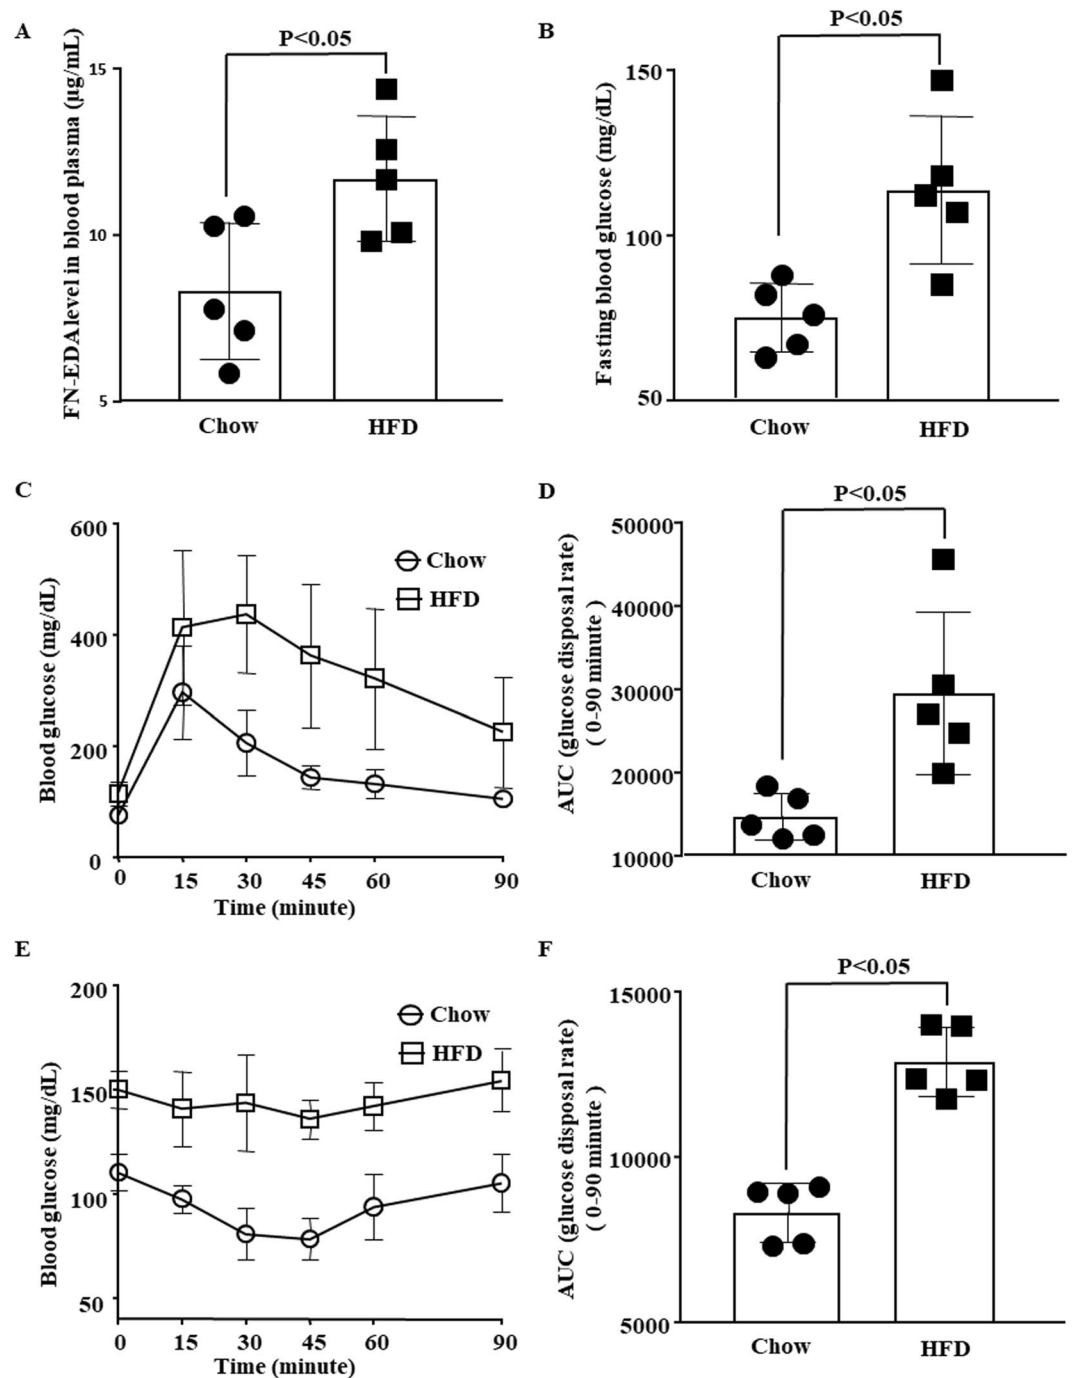 A
P<0.05
FN-EDAlevel in blood plasma (µg/mL)
15
10
5
Chow
HFD
B
P<0.05
Fasting blood glucose (mg/dL)
150
100
50
Chow
HFD
C
Blood glucose (mg/dL)
600
400
200
0
Chow
HFD
0 15 30 45 60 90
Time (minute)
D
P<0.05
AUC (glucose disposal rate)
( 0-90 minute )
50000
40000
30000
20000
10000
Chow
HFD
E
Blood glucose (mg/dL)
200
150
100
50
Chow
HFD
0 15 30 45 60 90
Time (minute)
F
P<0.05
AUC (glucose disposal rate)
( 0-90 minute )
15000
10000
5000
Chow
HFD